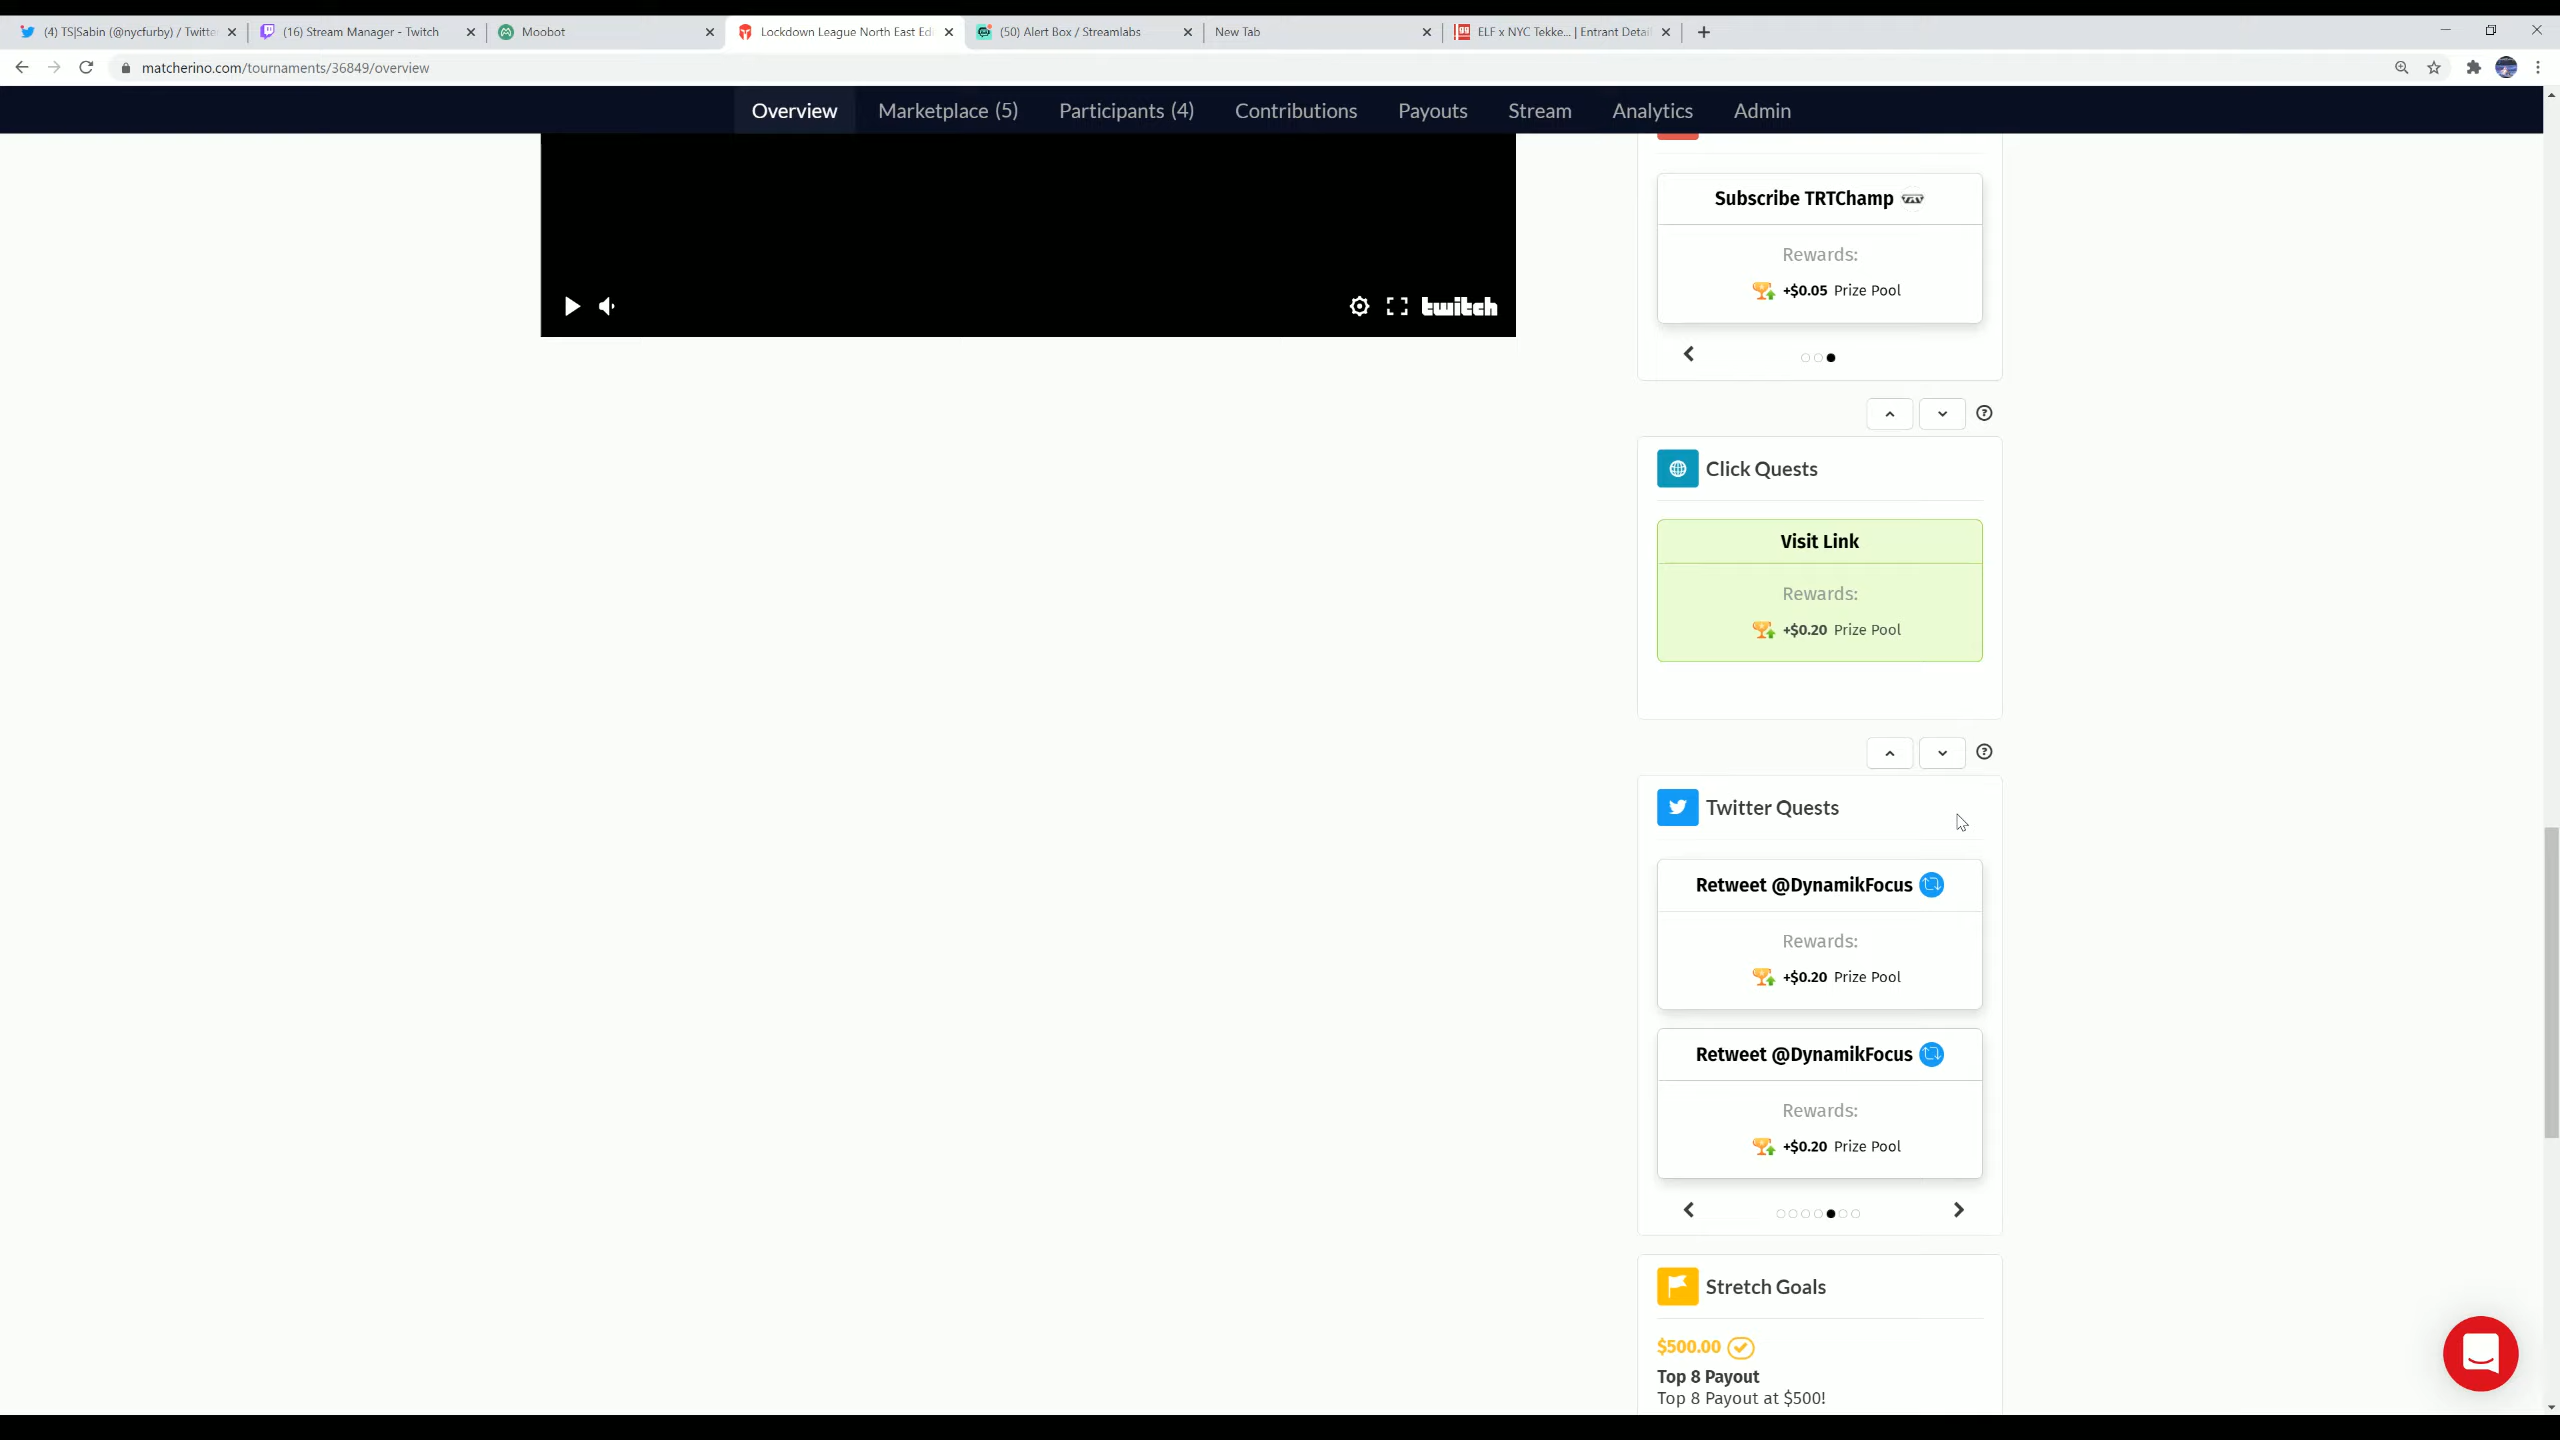 (4) TS|Sabin (@nycfurby) / Twitte
(16) Stream Manager - Twitch
Moobot
Lockdown League North East Ed
(50) Alert Box / Streamlabs
New Tab
ELF x NYC Tekke... | Entrant Detai
matcherino.com/tournaments/36849/overview
Overview
Marketplace (5)
Participants (4)
Contributions
Payouts
Stream
Analytics
Admin
twitch
Subscribe TRTChamp
Rewards:
+$0.05 Prize Pool
Click Quests
Visit Link
Rewards:
+$0.20 Prize Pool
Twitter Quests
Retweet @DynamikFocus
Rewards:
+$0.20 Prize Pool
Retweet @DynamikFocus
Rewards:
+$0.20 Prize Pool
Stretch Goals
$500.00
Top 8 Payout
Top 8 Payout at $500!